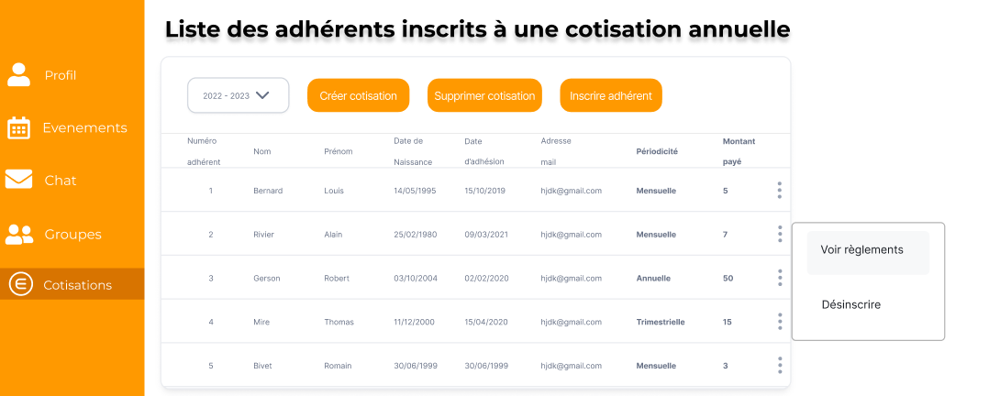 Liste des adhérents inscrits à une cotisation annuelle
Profil
Evenements
Chat
Groupes
Cotisations
2022 - 2023
Créer cotisation
Supprimer cotisation
Inscrire adhérent
Numéro adhérent Nom Prénom Date de Naissance Date d'adhésion Adresse mail Périodicité Montant payé
1 Bernard Louis 14/05/1995 15/10/2019 hjdk@gmail.com Mensuelle 5
2 Rivier Alain 25/02/1980 09/03/2021 hjdk@gmail.com Mensuelle 7
3 Gerson Robert 03/10/2004 02/02/2020 hjdk@gmail.com Annuelle 50
4 Mire Thomas 11/12/2000 15/04/2020 hjdk@gmail.com Trimestrielle 15
5 Bivet Romain 30/06/1999 30/06/1999 hjdk@gmail.com Mensuelle 3
Voir règlements
Désinscrire